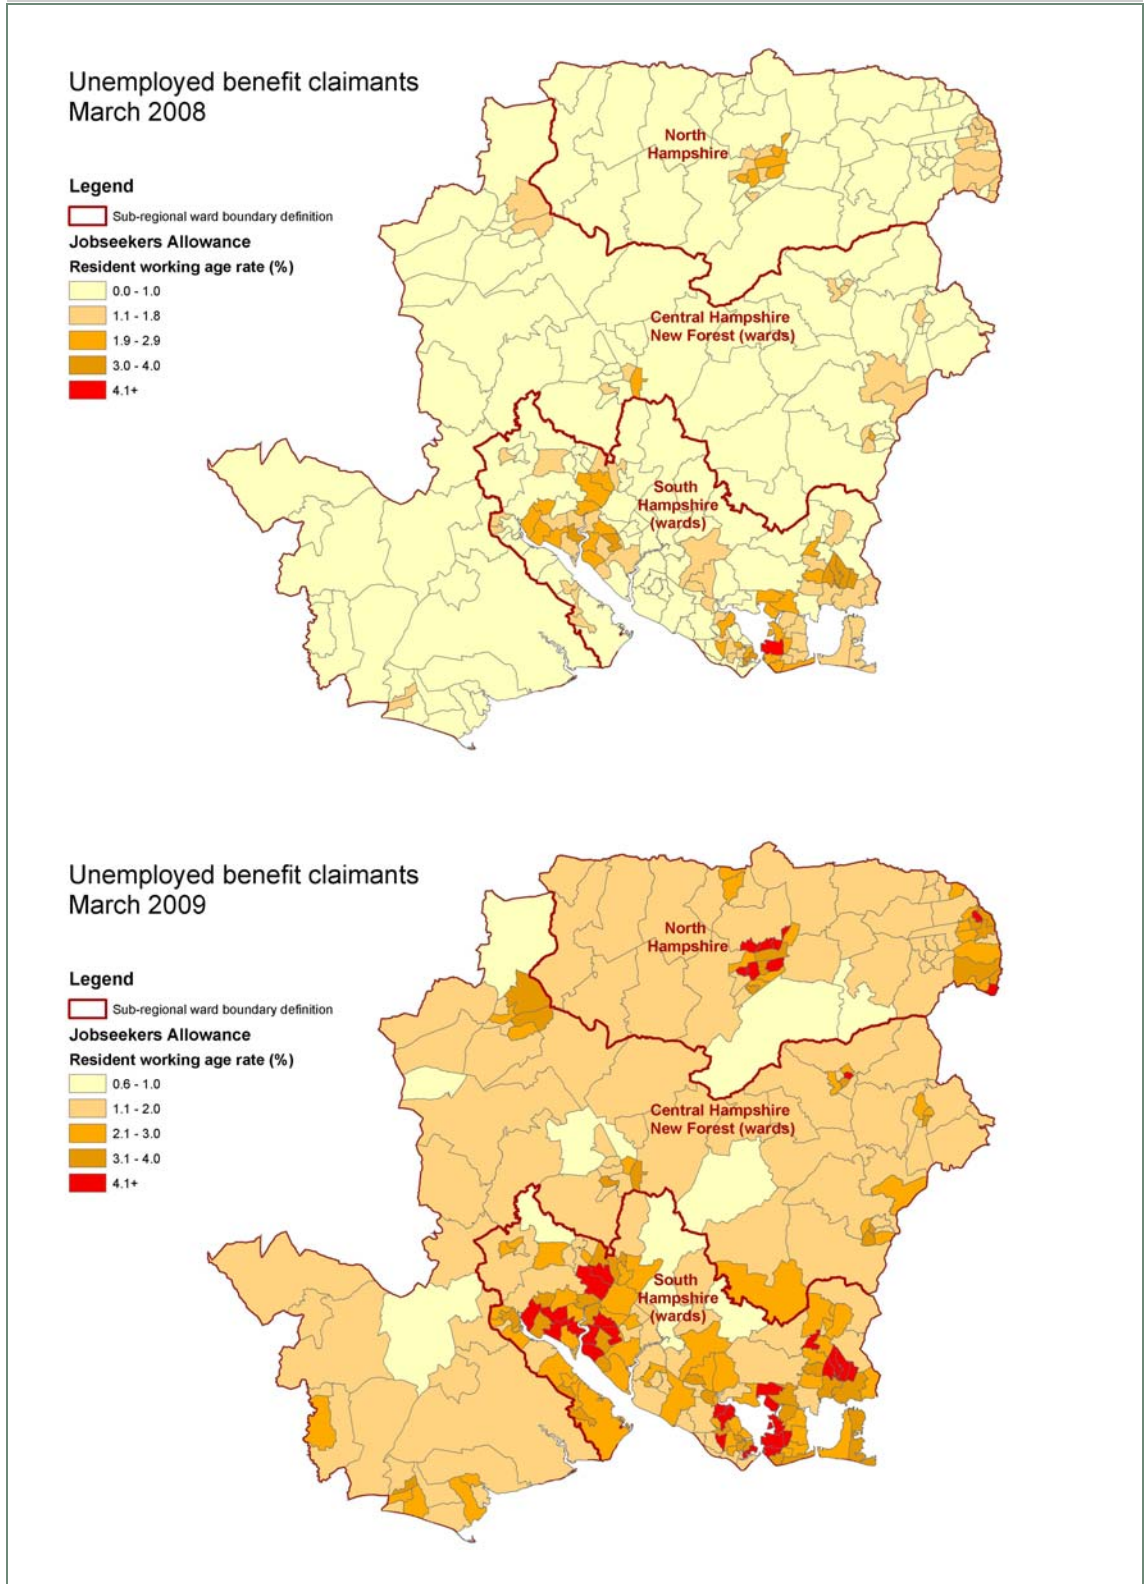 Unemployed benefit claimants
March 2008
Legend
Sub-regional ward boundary definition
Jobseekers Allowance
Resident working age rate (%)
0.0 - 1.0
1.1 - 1.8
1.9 - 2.9
3.0 - 4.0
4.1+
North
Hampshire
Central Hampshire
New Forest (wards)
South
Hampshire
(wards)
Unemployed benefit claimants
March 2009
Legend
Sub-regional ward boundary definition
Jobseekers Allowance
Resident working age rate (%)
0.6 - 1.0
1.1 - 2.0
2.1 - 3.0
3.1 - 4.0
4.1+
North
Hampshire
Central Hampshire
New Forest (wards)
South
Hampshire
(wards)